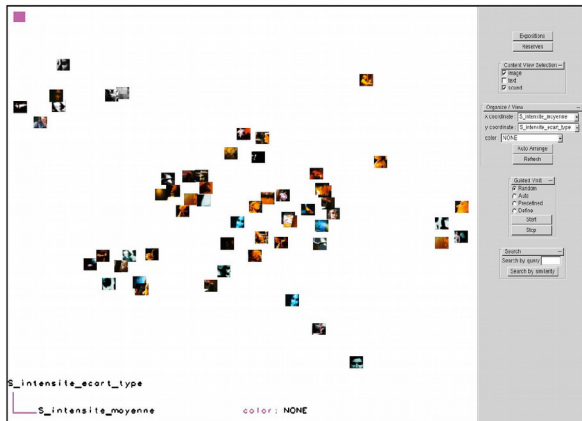 Expositions
Reserves
Content View Selection
image
text
sound
Organize / View
x coordinate : S_intensite_moyenne
y coordinate : S_intensite_ecart_type
color : NONE
Auto Arrange
Refresh
Guided Visit
Random
Auto
Predefined
Define
Start
Stop
Search
Search by query
Search by similarity
S_intensite_ecart_type
S_intensite_moyenne
color: NONE